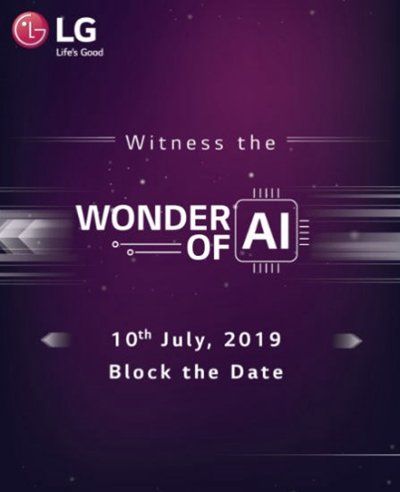 LG
Life's Good
Witness the
WONDER
OF AI
10th July, 2019
Block the Date